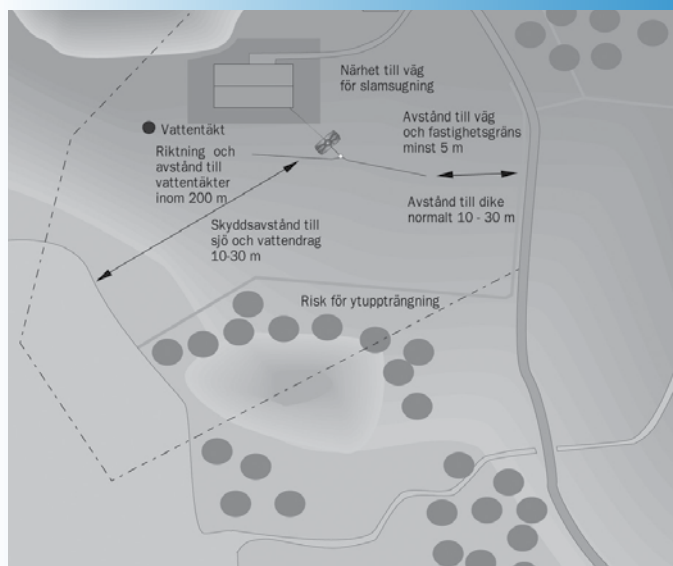 Närhet till väg
för slamsugning
Avstånd till väg
och fastighetsgräns
minst 5 m
Vattentäkt
Riktning och
avstånd till
vattentäkter
inom 200 m
Avstånd till dike
normalt 10 - 30 m
Skyddsavstånd till
sjö och vattendrag
10-30 m
Risk för ytuppträngning